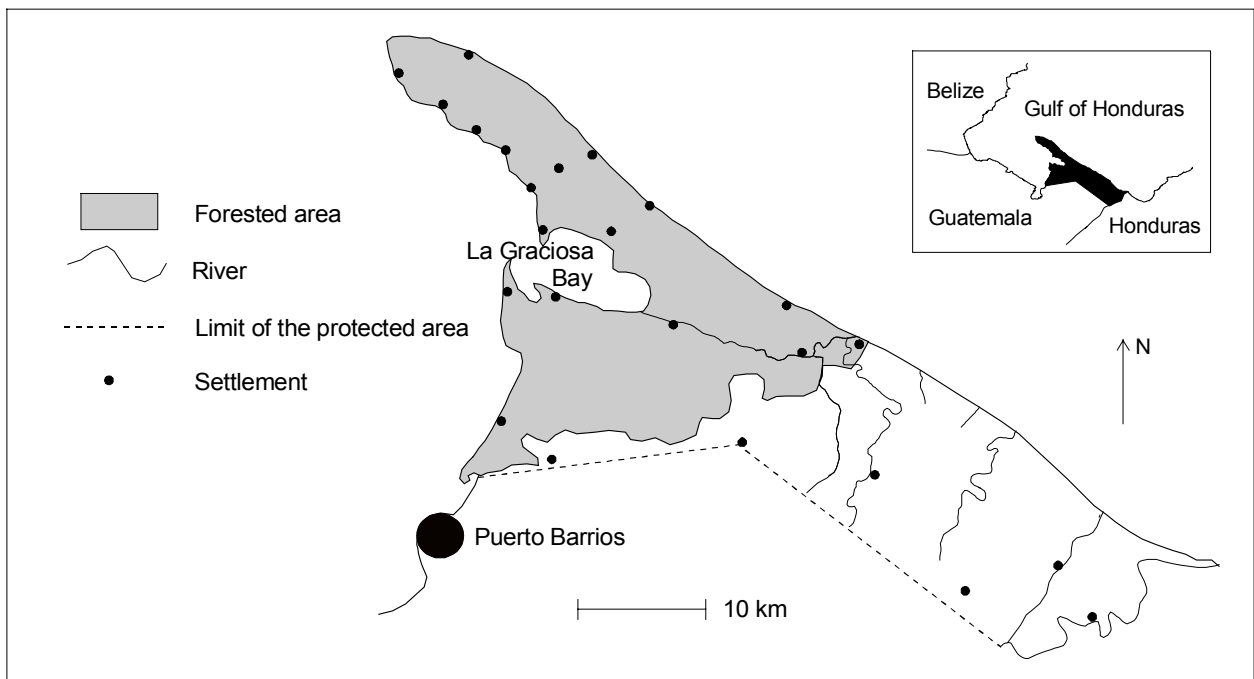 Belize
Gulf of Honduras
Guatemala
Honduras
Forested area
River
Limit of the protected area
Settlement
La Graciosa
Bay
N
Puerto Barrios
10 km